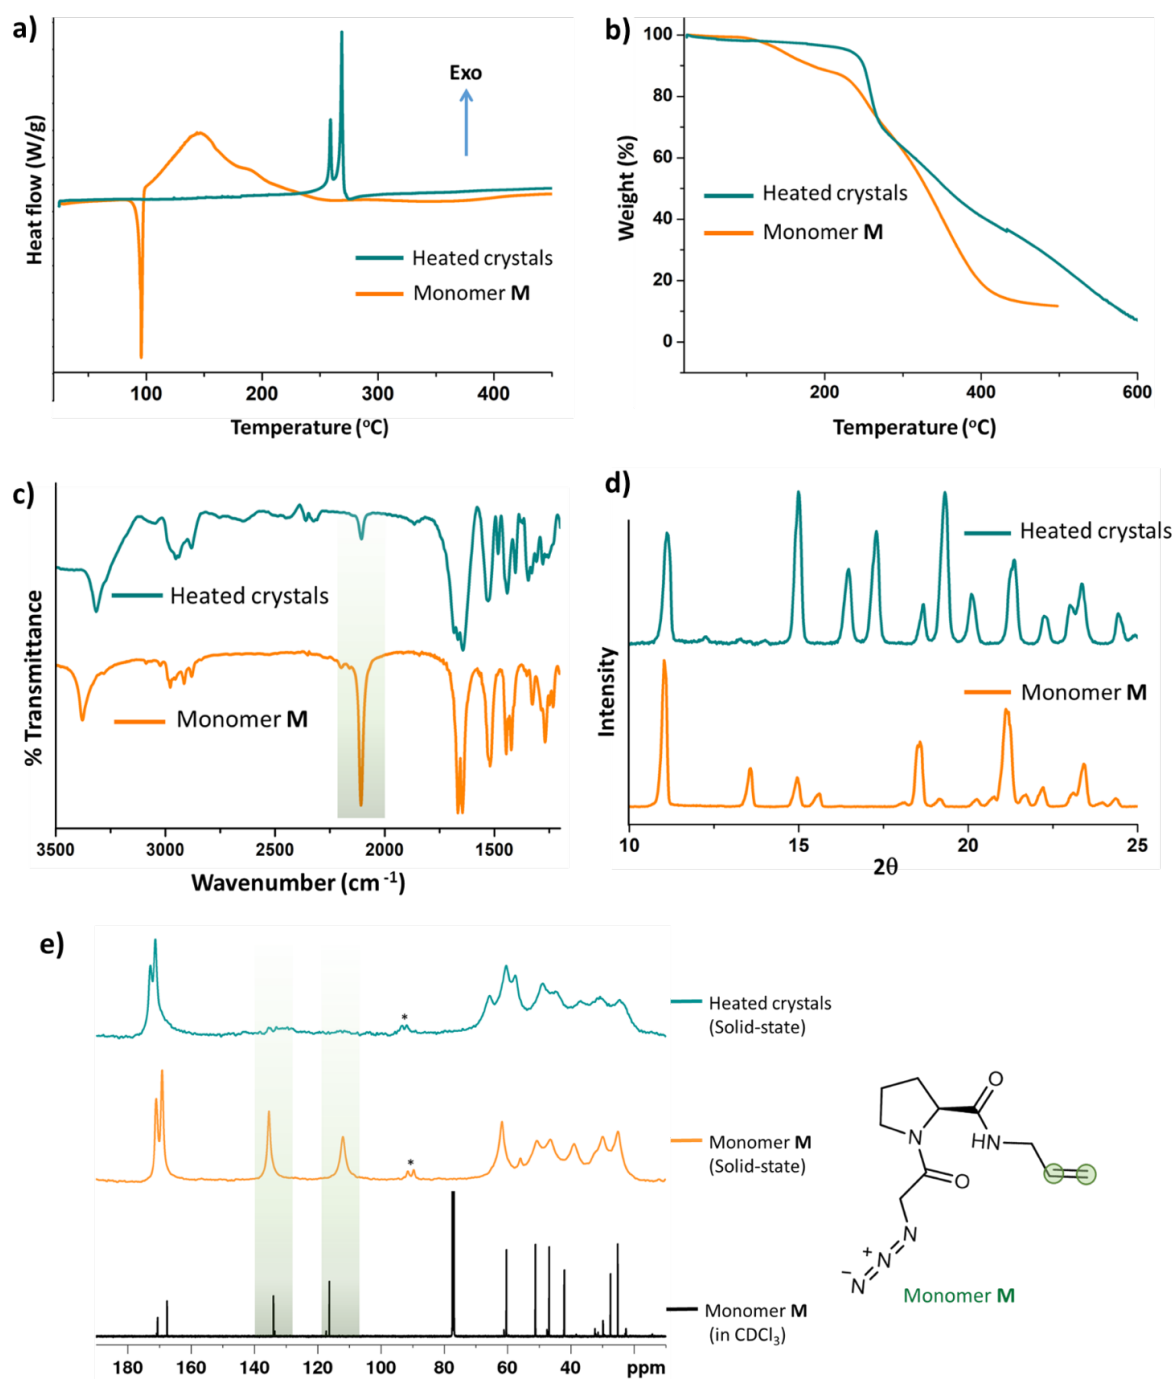 a)
Exo
Heat flow (W/g)
Heated crystals
Monomer M
100 200 300 400
Temperature (°C)
b)
100
80
60
40
20
0
Weight (%)
Heated crystals
Monomer M
200 400 600
Temperature (°C)
c)
% Transmittance
Heated crystals
Monomer M
3500 3000 2500 2000 1500
Wavenumber (cm⁻¹)
d)
Intensity
Heated crystals
Monomer M
10 15 20 25
2θ
e)
*
Heated crystals
(Solid-state)
*
Monomer M
(Solid-state)
Monomer M
(in CDCl₃)
180 160 140 120 100 80 60 40 ppm
O
N
HN
O
N
+
N
−
N
Monomer M